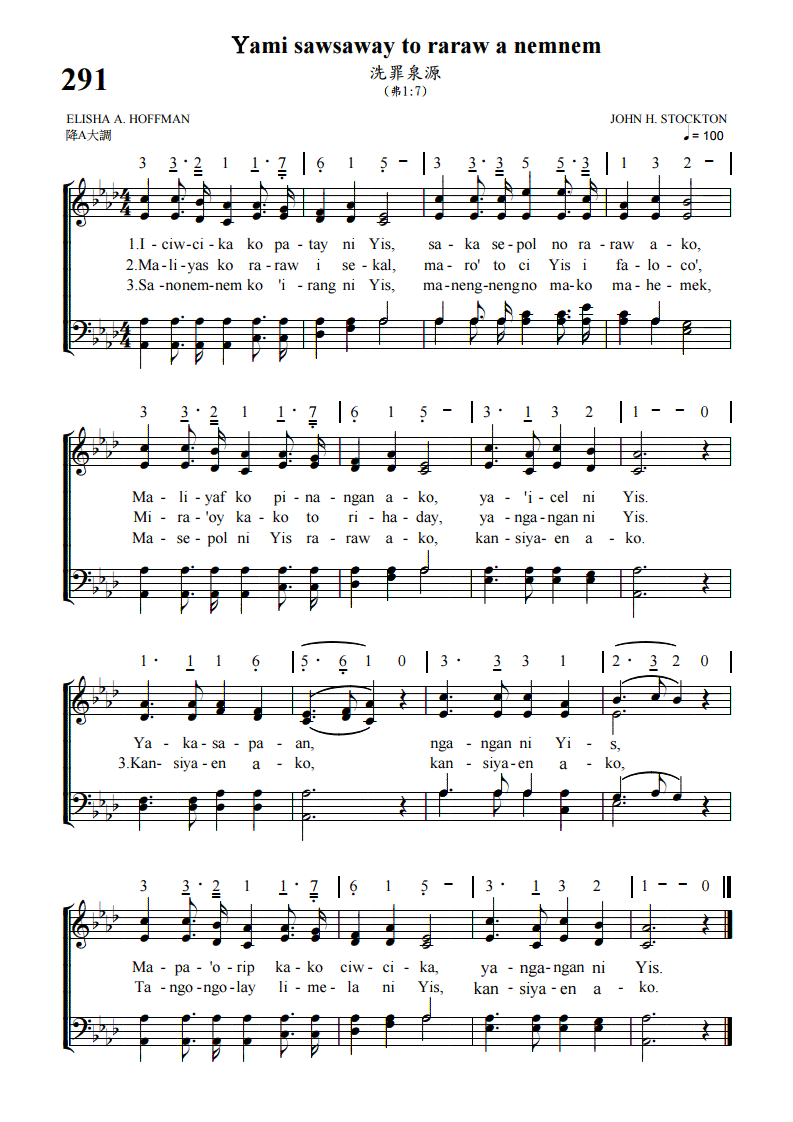 Yami sawsaway to raraw a nemnem
291
洗罪泉源
(弗1:7)
ELISHA A. HOFFMAN
JOHN H. STOCKTON
降A大調
♩= 100
3 3· 2 1 1· 7 | 6 1 5 – | 3 3· 3 5 5· 3 | 1 3 2 – |
1.I - ciw - ci - ka ko pa - tay ni Yis, sa - ka se - pol no ra - raw a - ko,
2.Ma - li - yas ko ra - raw i se - kal, ma - ro' to ci Yis i fa - lo - co',
3.Sa - nonem - nem ko 'i - rang ni Yis, ma - neng - neng no ma - ko ma - he - mek,
3 3· 2 1 1· 7 | 6 1 5 – | 3· 1 3 2 | 1 – – 0 |
Ma - li - yaf ko pi - na - ngan a - ko, ya - 'i - cel ni Yis.
Mi - ra - 'oy ka - ko to ri - ha - day, ya - nga - ngan ni Yis.
Ma - se - pol ni Yis ra - raw a - ko, kan - siya - en a - ko.
1· 1 1 6 | 5· 6 1 0 | 3· 3 3 1 | 2· 3 2 0 |
Ya - ka - sa - pa - an, nga - ngan ni Yi - s,
3.Kan - siya - en a - ko, kan - siya - en a - ko,
3 3· 2 1 1· 7 | 6 1 5 – | 3· 1 3 2 | 1 – – 0 ‖
Ma - pa - 'o - rip ka - ko ciw - ci - ka, ya - nga - ngan ni Yis.
Ta - ngo - ngo - lay li - me - la ni Yis, kan - siya - en a - ko.